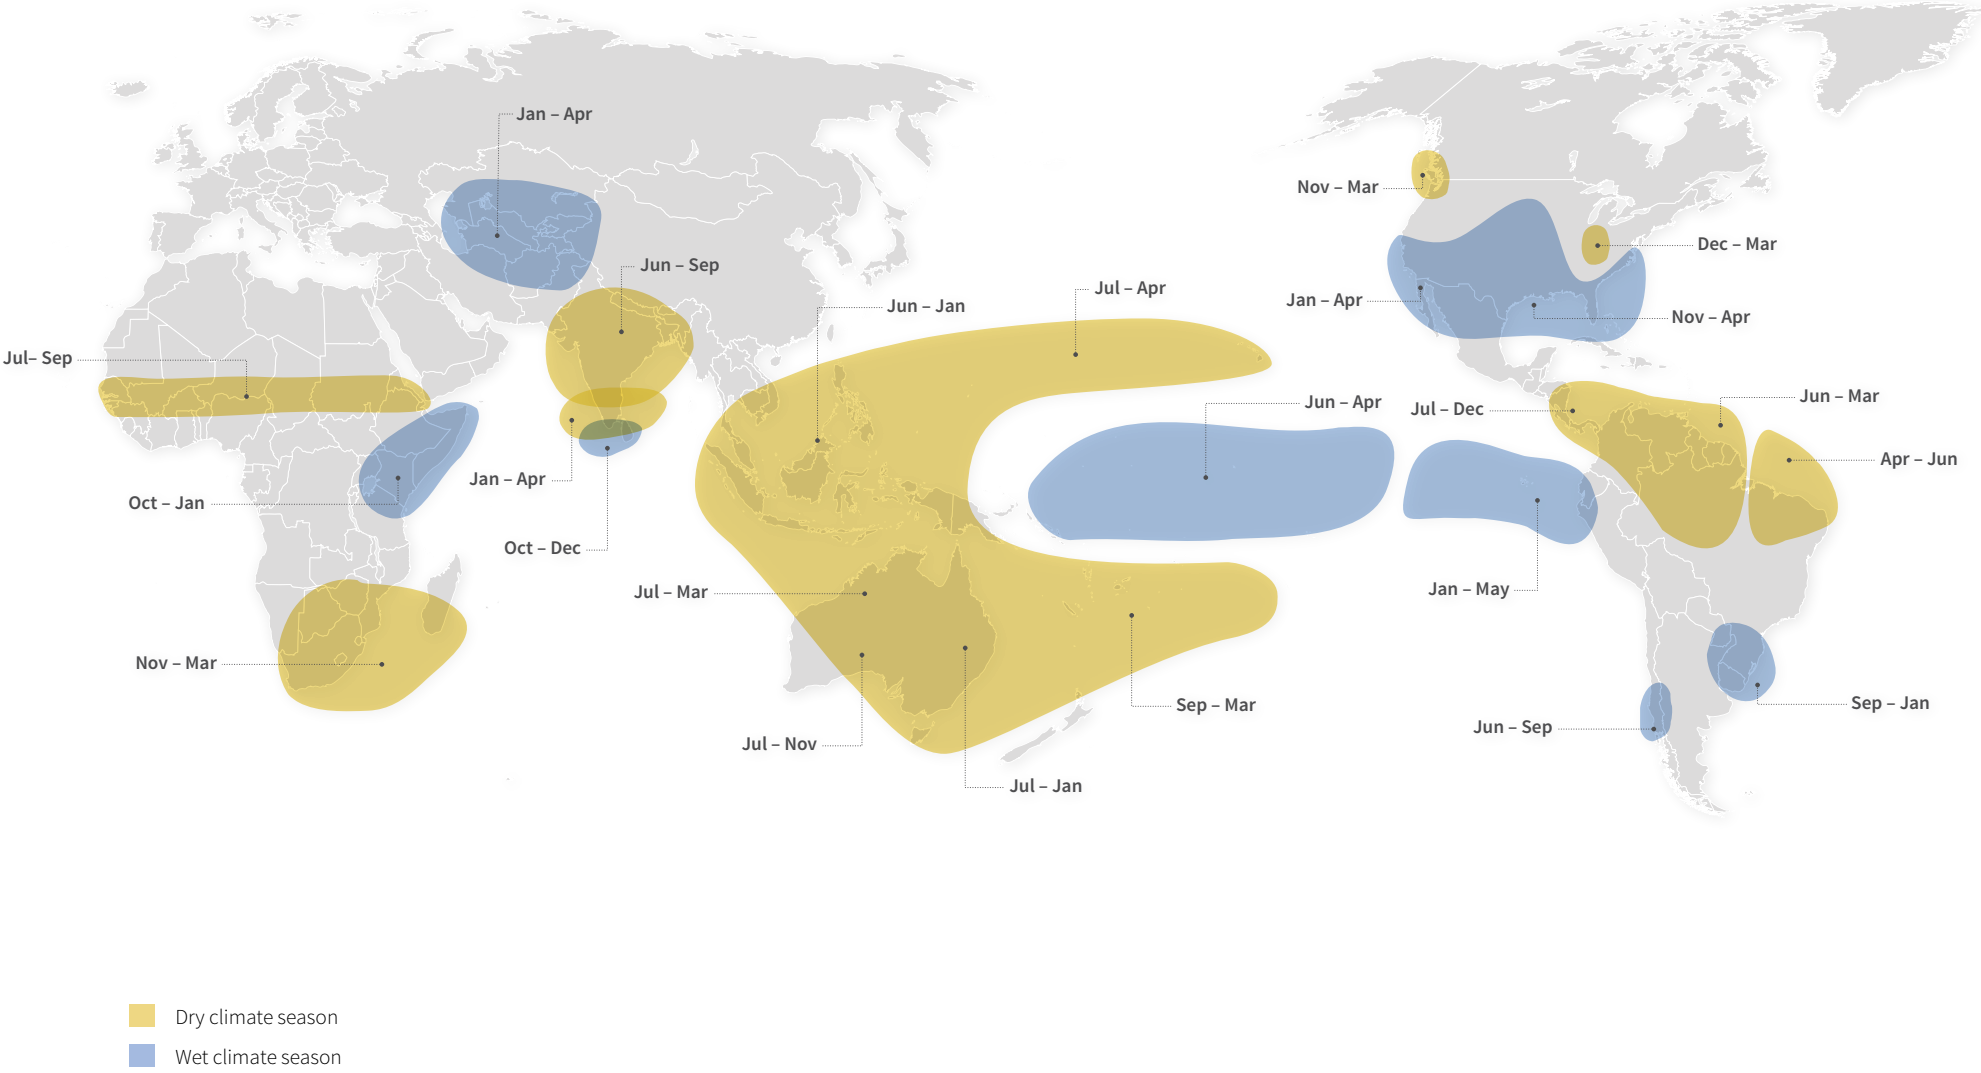 Jan – Apr
Nov – Mar
Dec – Mar
Jun – Sep
Jul – Apr
Jan – Apr
Jun – Jan
Nov – Apr
Jul– Sep
Jun – Mar
Jun – Apr
Jul – Dec
Apr – Jun
Jan – Apr
Oct – Jan
Oct – Dec
Jan – May
Jul – Mar
Nov – Mar
Sep – Mar
Sep – Jan
Jun – Sep
Jul – Nov
Jul – Jan
Dry climate season
Wet climate season